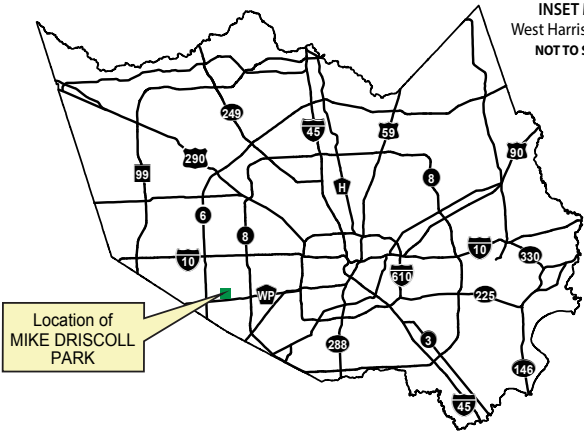 INSET
West Harris
NOT TO
249
45
59
90
290
99
H
8
6
8
10
10
330
610
WP
225
Location of
MIKE DRISCOLL
PARK
288
3
146
45